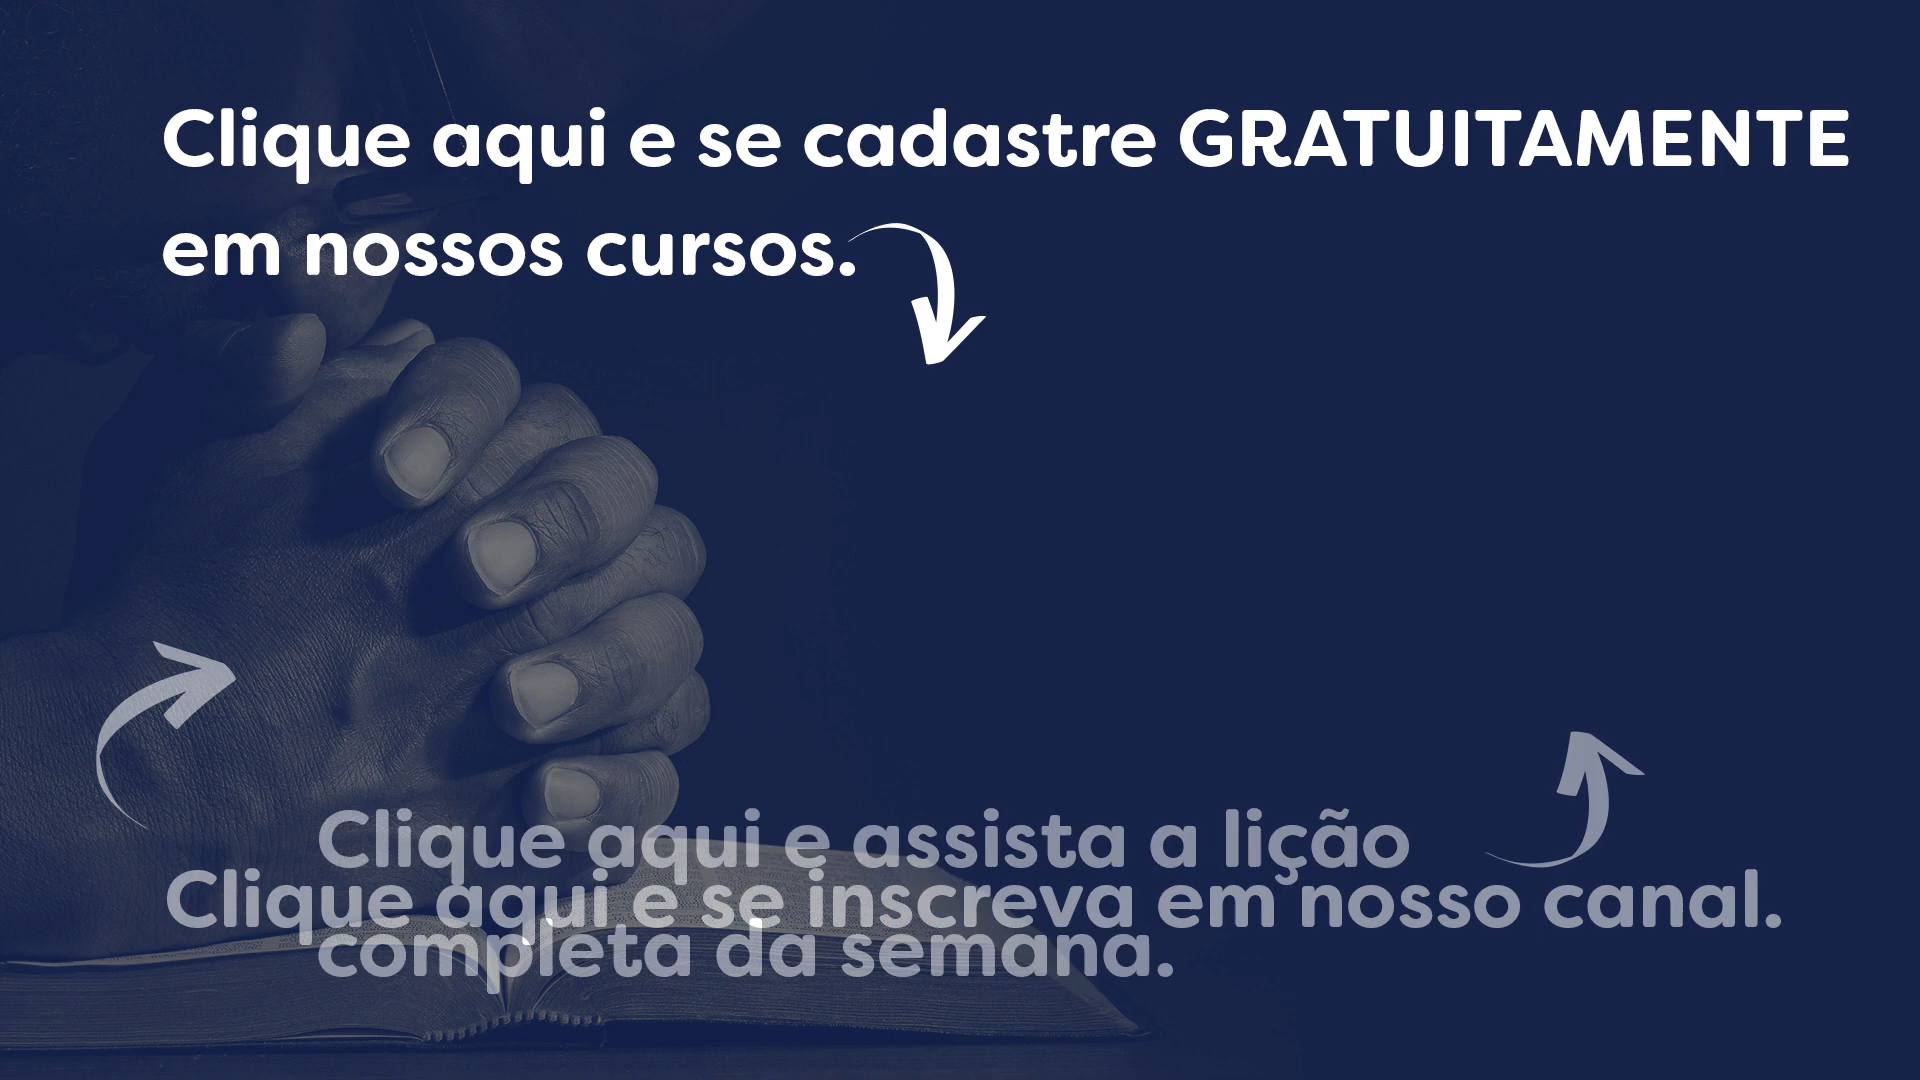 Clique aqui e se cadastre GRATUITAMENTE
em nossos cursos.
Clique aqui e assista a lição
completa da semana.
Clique aqui e se inscreva em nosso canal.